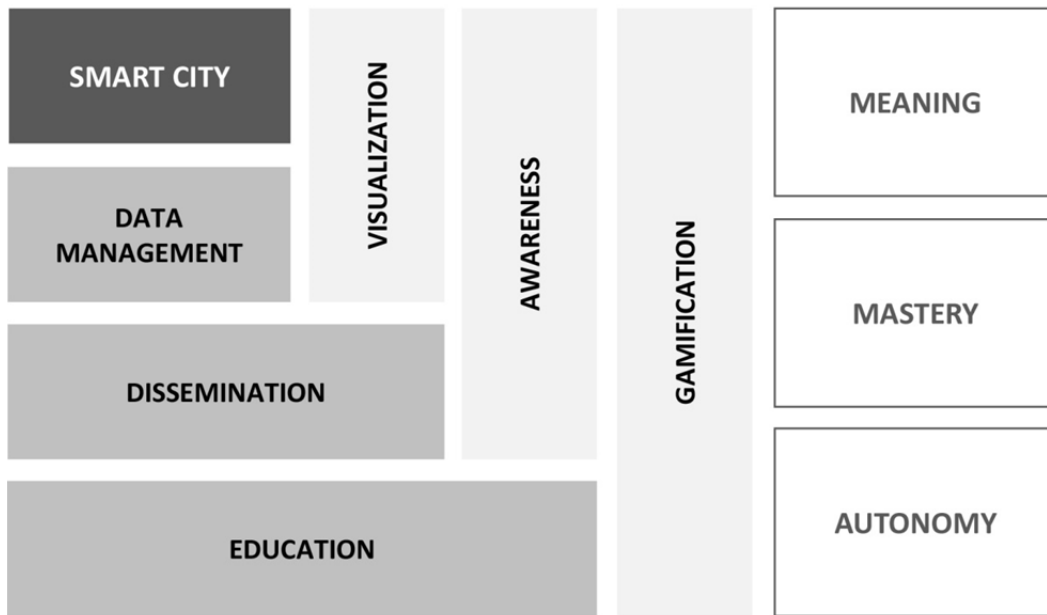 SMART CITY
DATA
MANAGEMENT
DISSEMINATION
EDUCATION
VISUALIZATION
AWARENESS
GAMIFICATION
MEANING
MASTERY
AUTONOMY